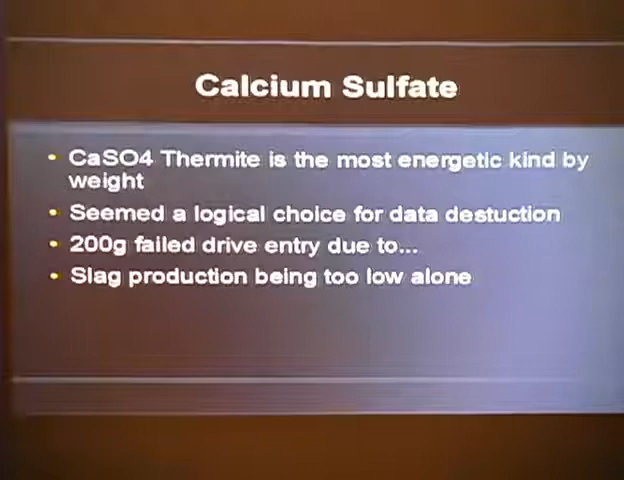 Calcium Sulfate
• CaSO4 Thermite is the most energetic kind by
weight
• Seemed a logical choice for data destuction
• 200g failed drive entry due to...
• Slag production being too low alone